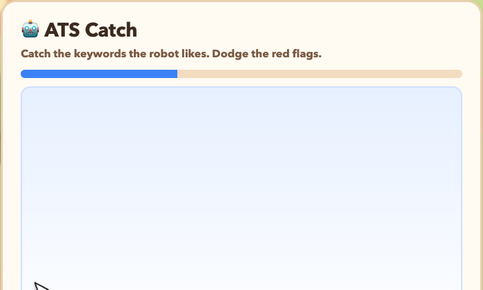 ATS Catch
Catch the keywords the robot likes. Dodge the red flags.